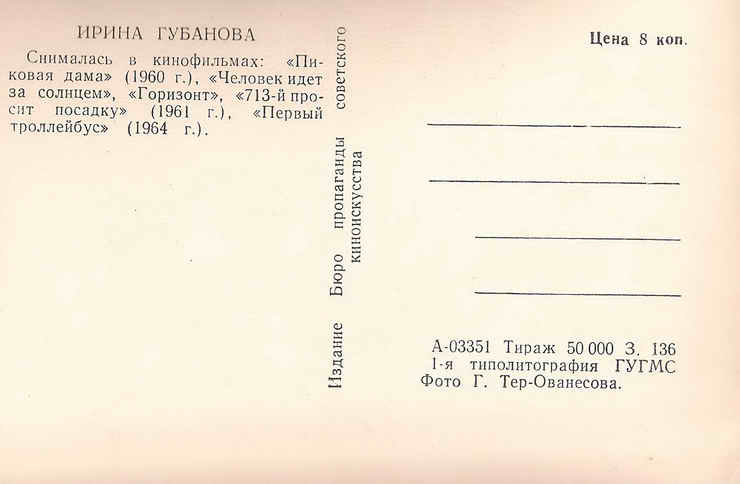 ИРИНА ГУБАНОВА
Снималась в кинофильмах: «Пи-
ковая дама» (1960 г.), «Человек идет
за солнцем», «Горизонт», «713-й про-
сит посадку» (1961 г.), «Первый
троллейбус» (1964 г.).
Издание Бюро пропаганды советского
киноискусства
Цена 8 коп.
А-03351 Тираж 50 000 З. 136
1-я типолитография ГУГМС
Фото Г. Тер-Ованесова.